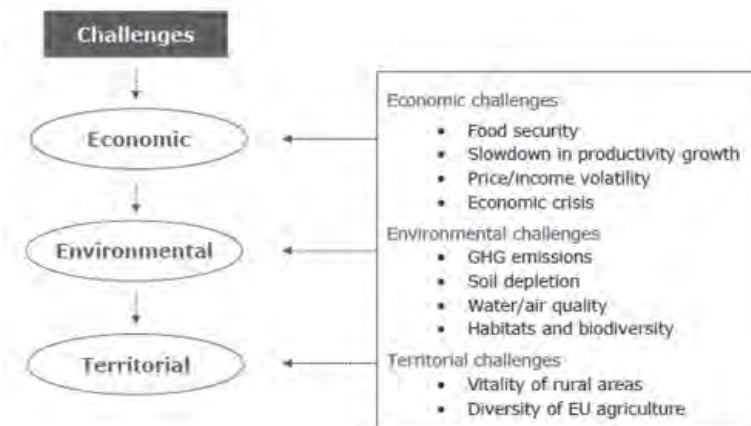 Challenges
Economic
Environmental
Territorial
Economic challenges
• Food security
• Slowdown in productivity growth
• Price/income volatility
• Economic crisis
Environmental challenges
• GHG emissions
• Soil depletion
• Water/air quality
• Habitats and biodiversity
Territorial challenges
• Vitality of rural areas
• Diversity of EU agriculture